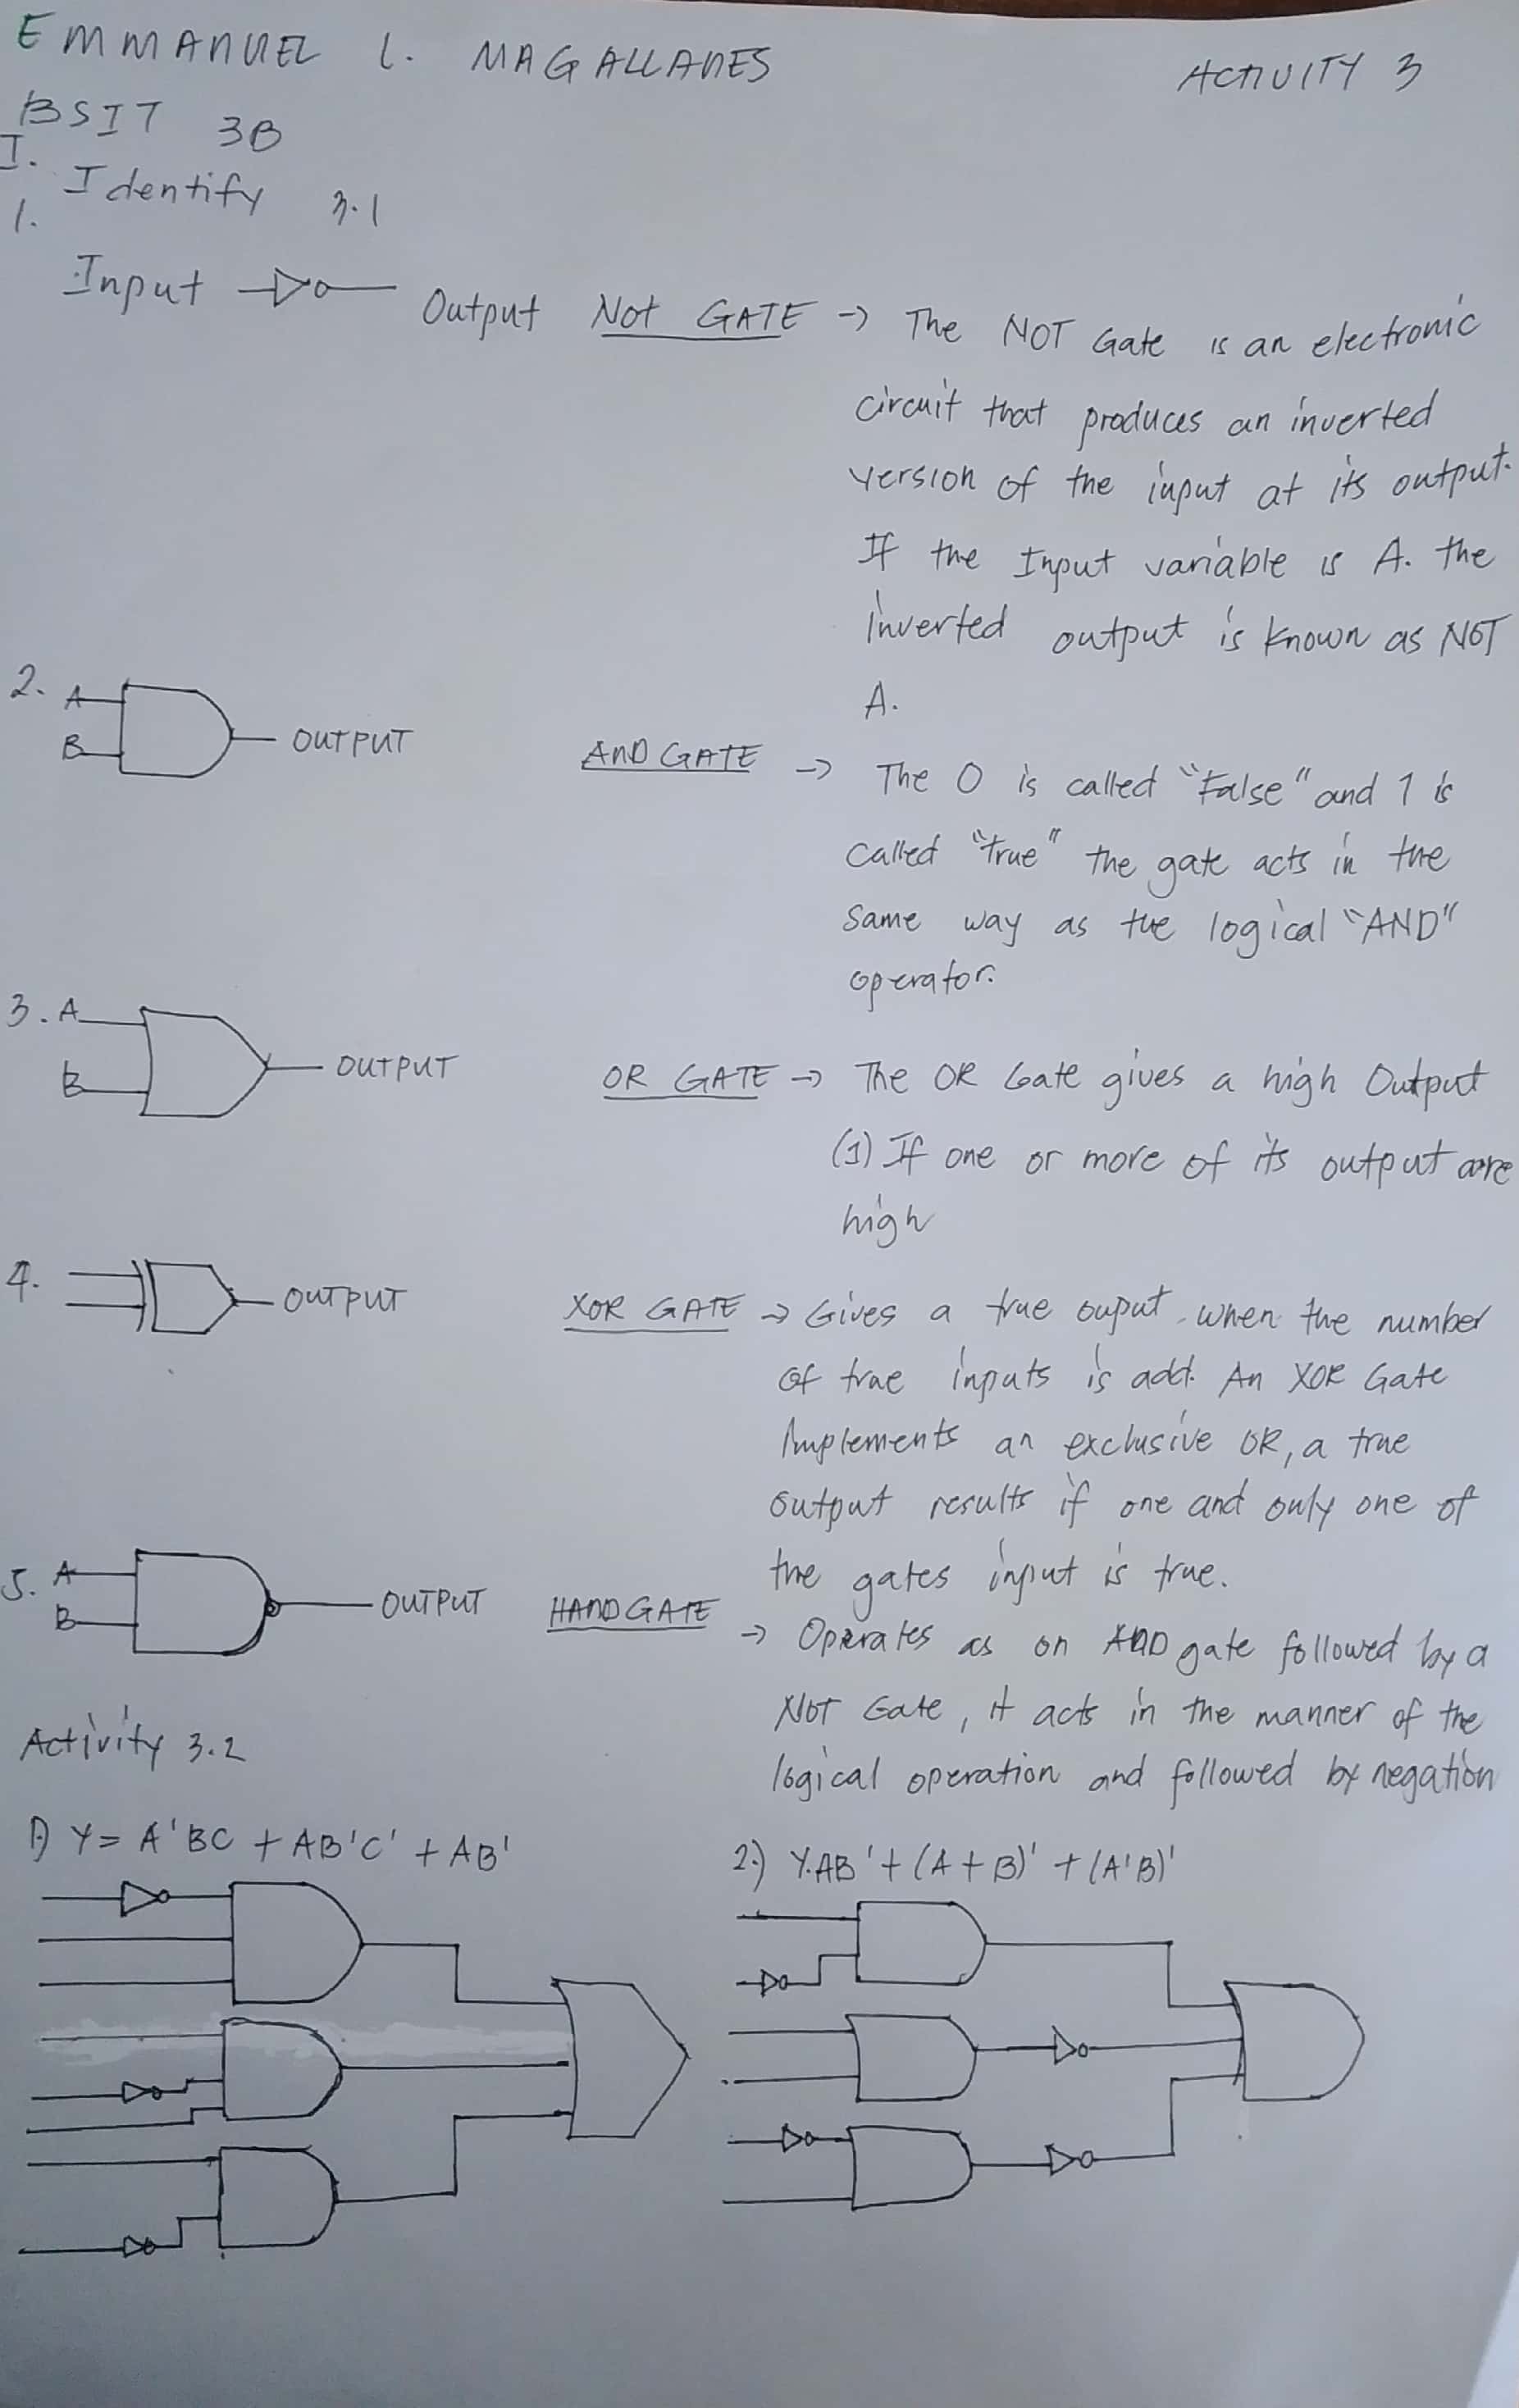 EMMANUEL L. MAGALLANES
ACTIVITY 3
BSIT 3B
I. Identify 3.1
1.
Input
Output
Not GATE → The NOT Gate is an electronic
circuit that produces an inverted
version of the input at its output.
If the Input variable is A. the
inverted output is known as NOT
A.
2. A
B
OUTPUT
AND GATE → The 0 is called "False" and 1 is
called "true" the gate acts in the
same way as the logical "AND"
operator.
3. A
B
OUTPUT
OR GATE → The OR Gate gives a high Output
(1) If one or more of its output are
high
4.
OUTPUT
XOR GATE → Gives a true ouput when the number
of true inputs is add. An XOR Gate
Implements an exclusive OR, a true
output results if one and only one of
the gates input is true.
5. A
B
OUTPUT
HAND GATE → Operates as on AND gate followed by a
Not Gate, it acts in the manner of the
logical operation and followed by negation
Activity 3.2
1) Y = A'BC + AB'C' + AB'
2.) Y.AB' + (A + B)' + (A'B)'